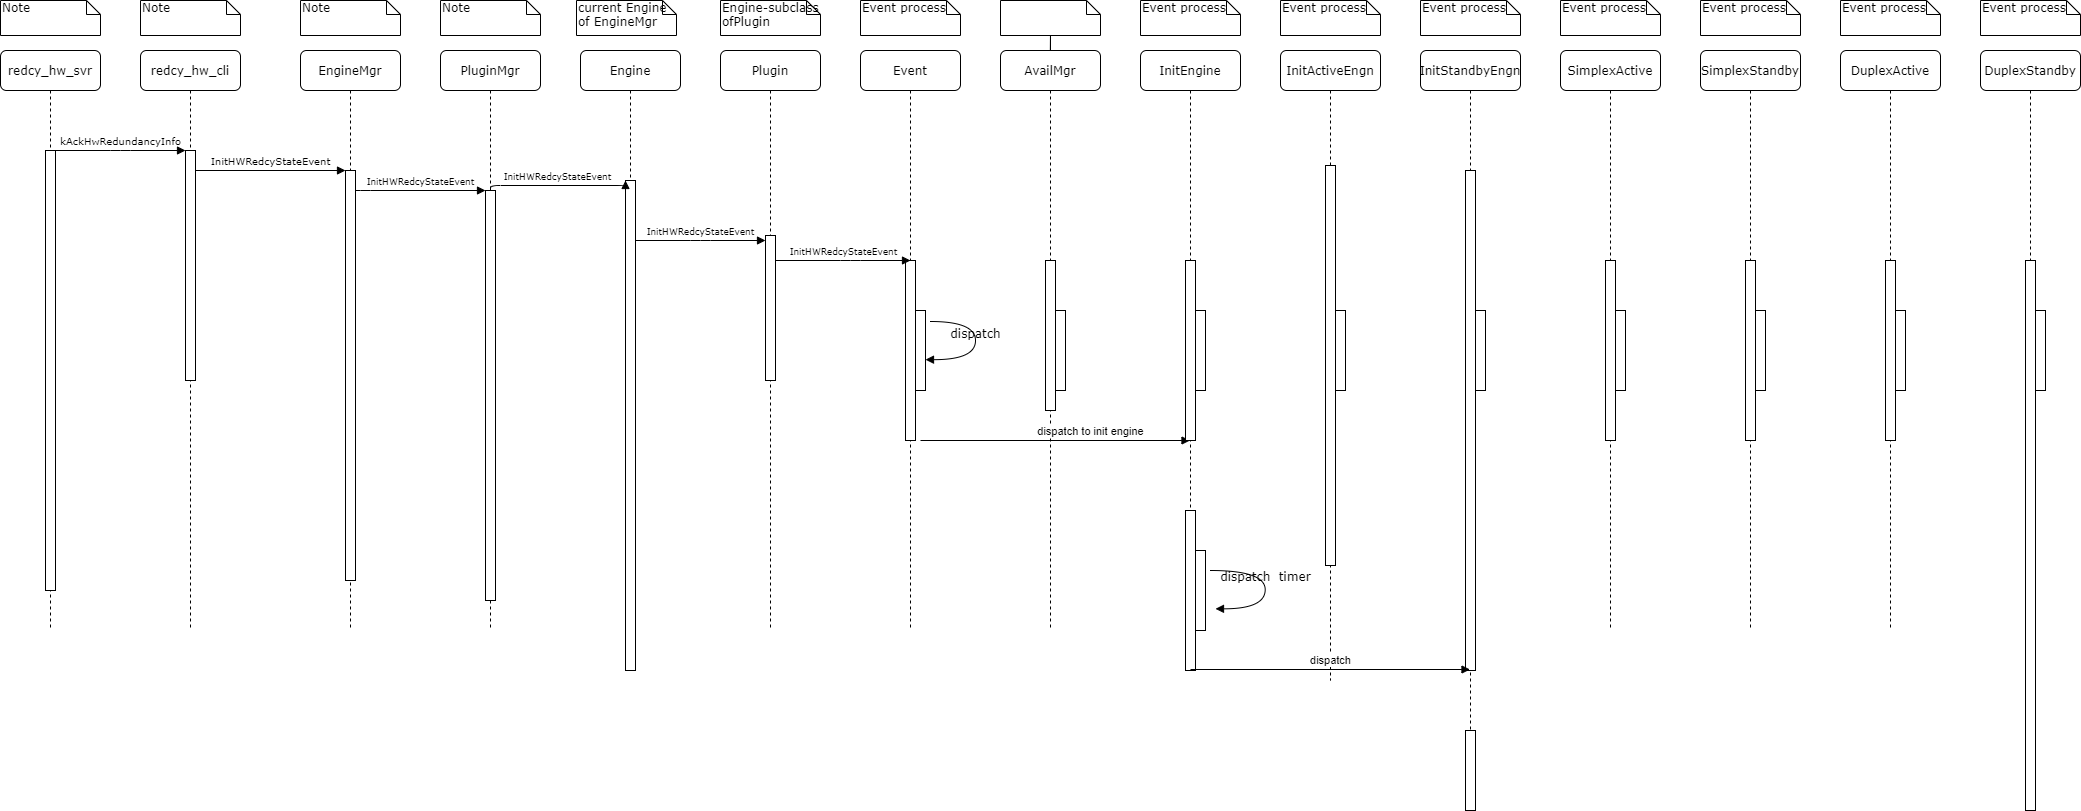 Note
Note
Note
Note
current Engine
of EngineMgr
Engine-subclass
ofPlugin
Event process
Event process
Event process
Event process
Event process
Event process
Event process
Event process
redcy_hw_svr
redcy_hw_cli
EngineMgr
PluginMgr
Engine
Plugin
Event
AvailMgr
InitEngine
InitActiveEngn
InitStandbyEngn
SimplexActive
SimplexStandby
DuplexActive
DuplexStandby
kAckHwRedundancyInfo
InitHWRedcyStateEvent
InitHWRedcyStateEvent
InitHWRedcyStateEvent
InitHWRedcyStateEvent
InitHWRedcyStateEvent
dispatch
dispatch to init engine
dispatch  timer
dispatch